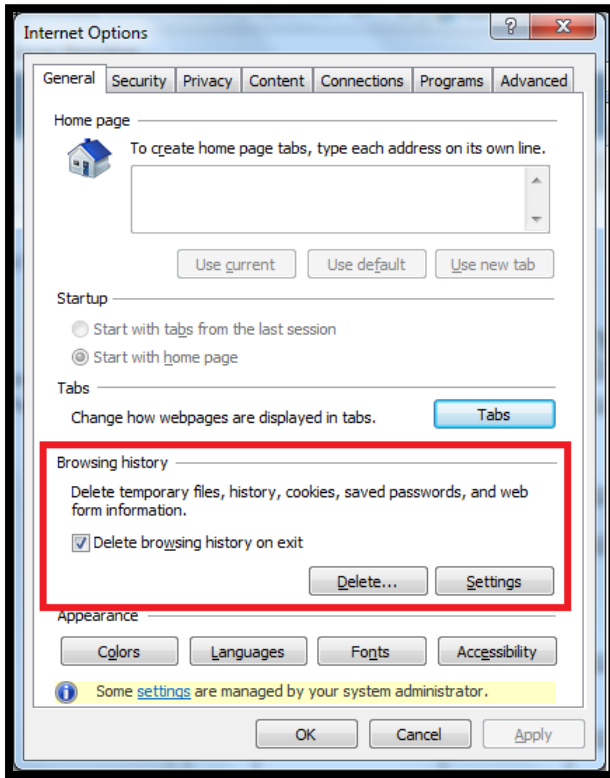 Internet Options
?
X
General Security Privacy Content Connections Programs Advanced
Home page
To create home page tabs, type each address on its own line.
Use current Use default Use new tab
Startup
Start with tabs from the last session
Start with home page
Tabs
Change how webpages are displayed in tabs. Tabs
Browsing history
Delete temporary files, history, cookies, saved passwords, and web
form information.
Delete browsing history on exit
Delete... Settings
Appearance
Colors Languages Fonts Accessibility
Some settings are managed by your system administrator.
OK Cancel Apply